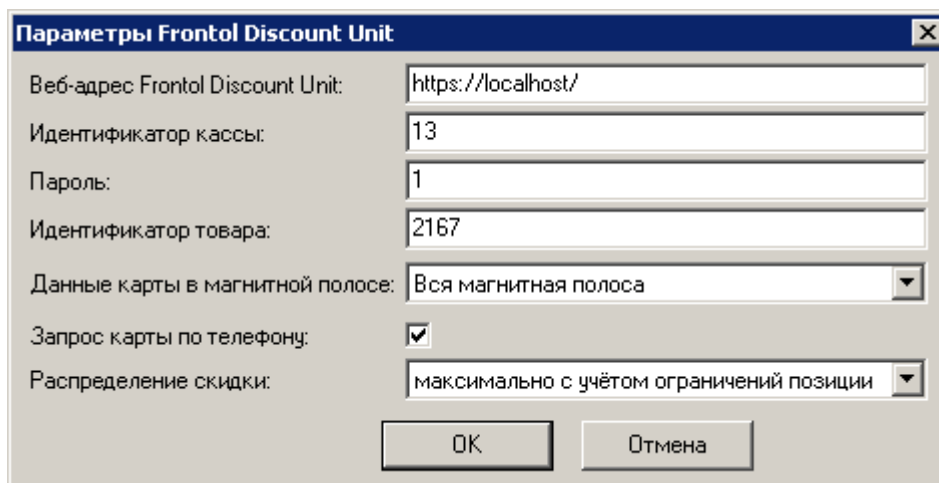 Параметры Frontol Discount Unit
Веб-адрес Frontol Discount Unit: https://localhost/
Идентификатор кассы: 13
Пароль: 1
Идентификатор товара: 2167
Данные карты в магнитной полосе: Вся магнитная полоса
Запрос карты по телефону:
Распределение скидки: максимально с учётом ограничений позиции
OK Отмена